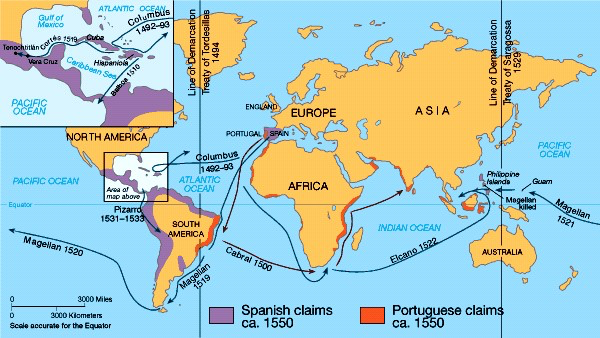 Gulf of
Mexico
ATLANTIC OCEAN
Columbus
1492-93
Tenochtitlán
Cortés 1519
Cuba
Vera Cruz
Hispaniola
Caribbean Sea
Balboa 1510
PACIFIC
OCEAN
Line of Demarcation
Treaty of Tordesillas
1494
Line of Demarcation
Treaty of Saragossa
1529
NORTH AMERICA
ENGLAND
EUROPE
ASIA
PORTUGAL
SPAIN
Columbus
1492-93
PACIFIC OCEAN
Area of
map above
ATLANTIC
OCEAN
AFRICA
PACIFIC
OCEAN
Philippine
Islands
Guam
Magellan
killed
Magellan
1521
Equator
Pizarro
1531–1533
SOUTH
AMERICA
INDIAN OCEAN
Magellan 1520
Magellan
1519
Cabral 1500
Elcano 1522
AUSTRALIA
0 3000 Miles
0 3000 Kilometers
Scale accurate for the Equator
Spanish claims
ca. 1550
Portuguese claims
ca. 1550